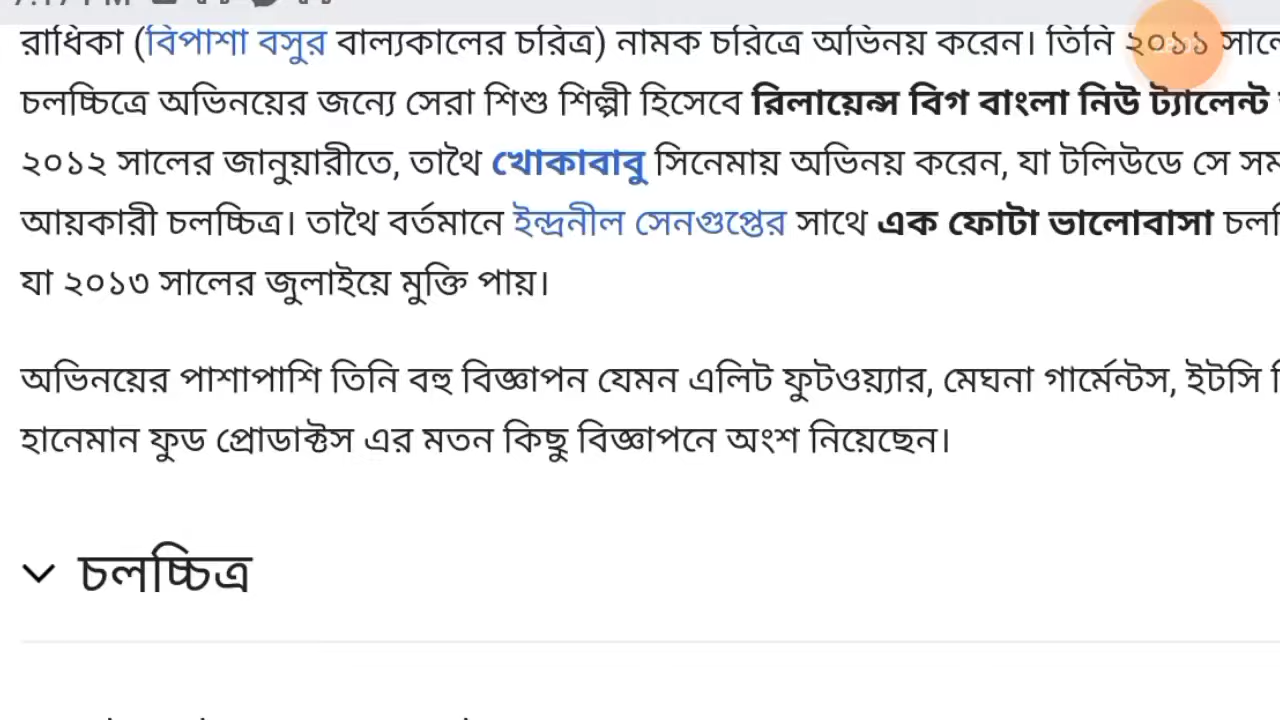 রাধিকা (বিপাশা বসুর বাল্যকালের চরিত্র) নামক চরিত্রে অভিনয় করেন। তিনি ২০১১ সালে
চলচ্চিত্রে অভিনয়ের জন্যে সেরা শিশু শিল্পী হিসেবে রিলায়েন্স বিগ বাংলা নিউ ট্যালেন্ট
২০১২ সালের জানুয়ারীতে, তাথৈ খোকাবাবু সিনেমায় অভিনয় করেন, যা টলিউডে সে সম
আয়কারী চলচ্চিত্র। তাথৈ বর্তমানে ইন্দ্রনীল সেনগুপ্তের সাথে এক ফোটা ভালোবাসা চলচ্চি
যা ২০১৩ সালের জুলাইয়ে মুক্তি পায়।
অভিনয়ের পাশাপাশি তিনি বহু বিজ্ঞাপন যেমন এলিট ফুটওয়্যার, মেঘনা গার্মেন্টস, ইটসি
হানেমান ফুড প্রোডাক্টস এর মতন কিছু বিজ্ঞাপনে অংশ নিয়েছেন।
চলচ্চিত্র